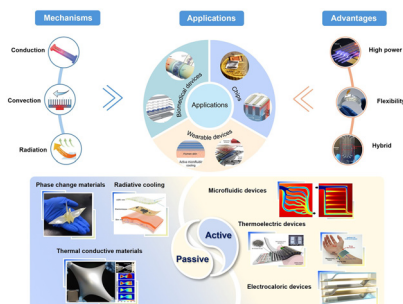 Mechanisms
Applications
Advantages
Conduction
Convection
Radiation
Biomedical devices
Chips
Applications
Wearable devices
High power
Flexibility
Hybrid
Phase change materials
Radiative cooling
Thermal conductive materials
Active
Passive
Microfluidic devices
Thermoelectric devices
Electrocaloric devices